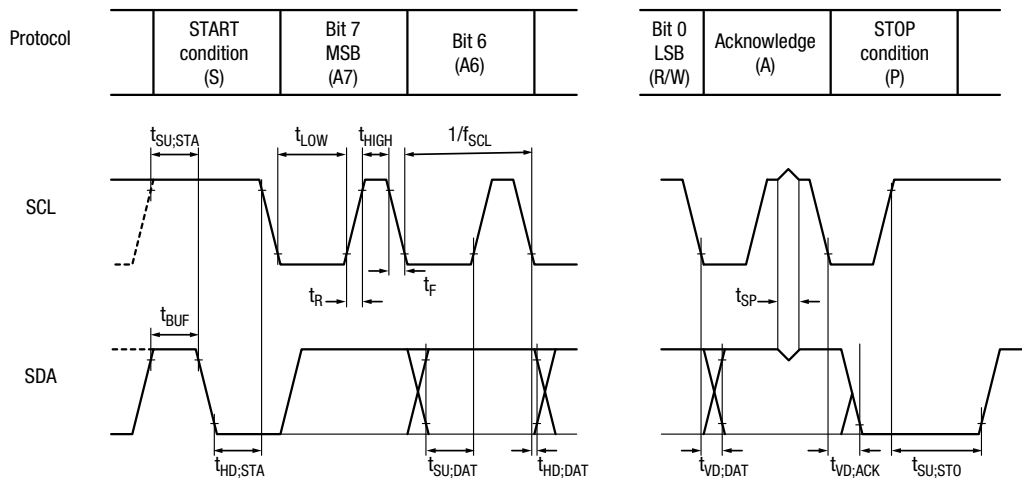 Protocol
START
condition
(S)
Bit 7
MSB
(A7)
Bit 6
(A6)
Bit 0
LSB
(R/W)
Acknowledge
(A)
STOP
condition
(P)
tSU;STA
tLOW
tHIGH
1/fSCL
SCL
tR
tF
tSP
tBUF
SDA
tHD;STA
tSU;DAT
tHD;DAT
tVD;DAT
tVD;ACK
tSU;STO